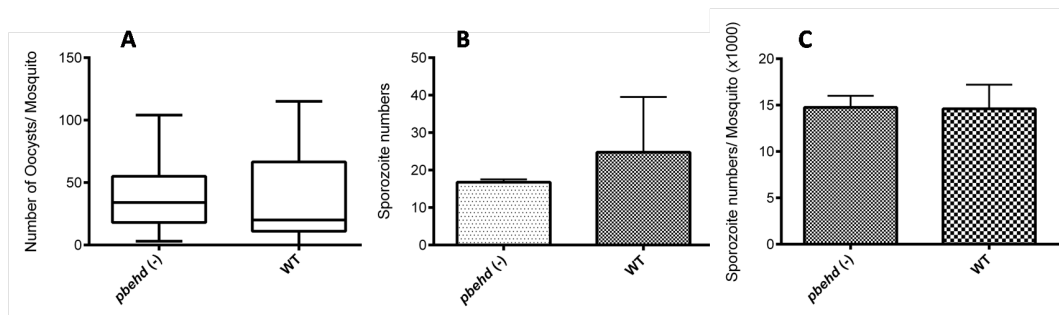 A
Number of Oocysts/ Mosquito
150
100
50
0
pbehd (-)
WT
B
Sporozoite numbers
50
40
30
20
10
0
pbehd (-)
WT
C
Sporozoite numbers/ Mosquito (x1000)
20
15
10
5
0
pbehd (-)
WT